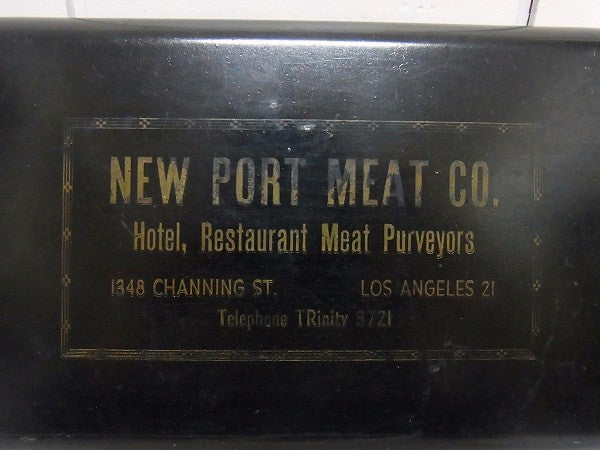 NEW PORT MEAT CO.
Hotel, Restaurant Meat Purveyors
1348 CHANNING ST. LOS ANGELES 21
Telephone TRinity 3721